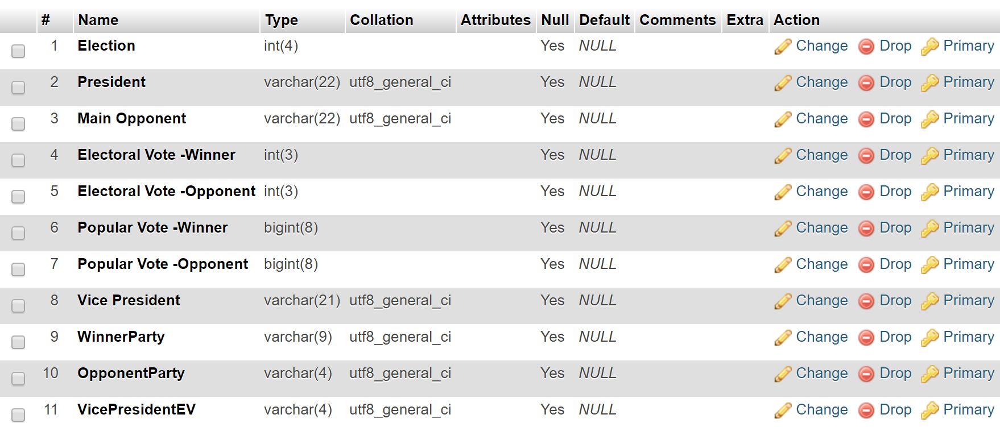 # Name Type Collation Attributes Null Default Comments Extra Action
1 Election int(4) Yes NULL Change Drop Primary
2 President varchar(22) utf8_general_ci Yes NULL Change Drop Primary
3 Main Opponent varchar(22) utf8_general_ci Yes NULL Change Drop Primary
4 Electoral Vote -Winner int(3) Yes NULL Change Drop Primary
5 Electoral Vote -Opponent int(3) Yes NULL Change Drop Primary
6 Popular Vote -Winner bigint(8) Yes NULL Change Drop Primary
7 Popular Vote -Opponent bigint(8) Yes NULL Change Drop Primary
8 Vice President varchar(21) utf8_general_ci Yes NULL Change Drop Primary
9 WinnerParty varchar(9) utf8_general_ci Yes NULL Change Drop Primary
10 OpponentParty varchar(4) utf8_general_ci Yes NULL Change Drop Primary
11 VicePresidentEV varchar(4) utf8_general_ci Yes NULL Change Drop Primary